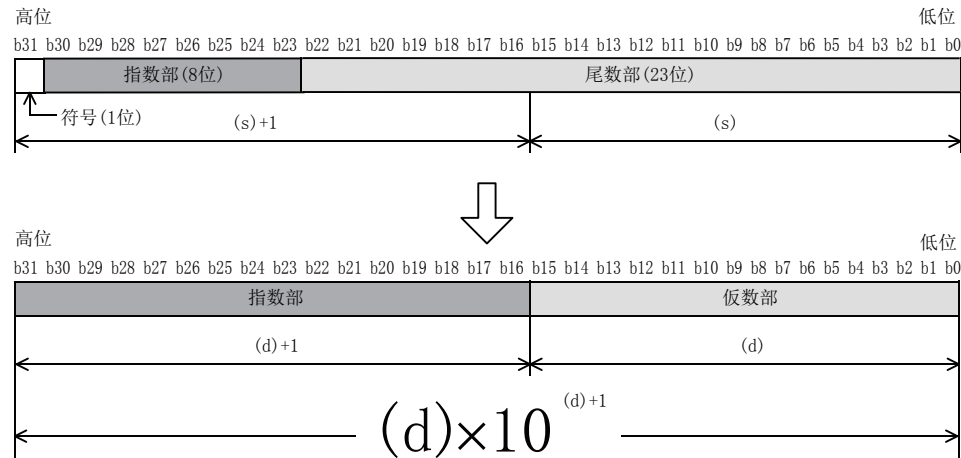 高位 低位
b31 b30 b29 b28 b27 b26 b25 b24 b23 b22 b21 b20 b19 b18 b17 b16 b15 b14 b13 b12 b11 b10 b9 b8 b7 b6 b5 b4 b3 b2 b1 b0
指数部(8位) 尾数部(23位)
符号(1位) (s)+1 (s)
高位 低位
b31 b30 b29 b28 b27 b26 b25 b24 b23 b22 b21 b20 b19 b18 b17 b16 b15 b14 b13 b12 b11 b10 b9 b8 b7 b6 b5 b4 b3 b2 b1 b0
指数部 仮数部
(d)+1 (d)
(d)×10 (d)+1